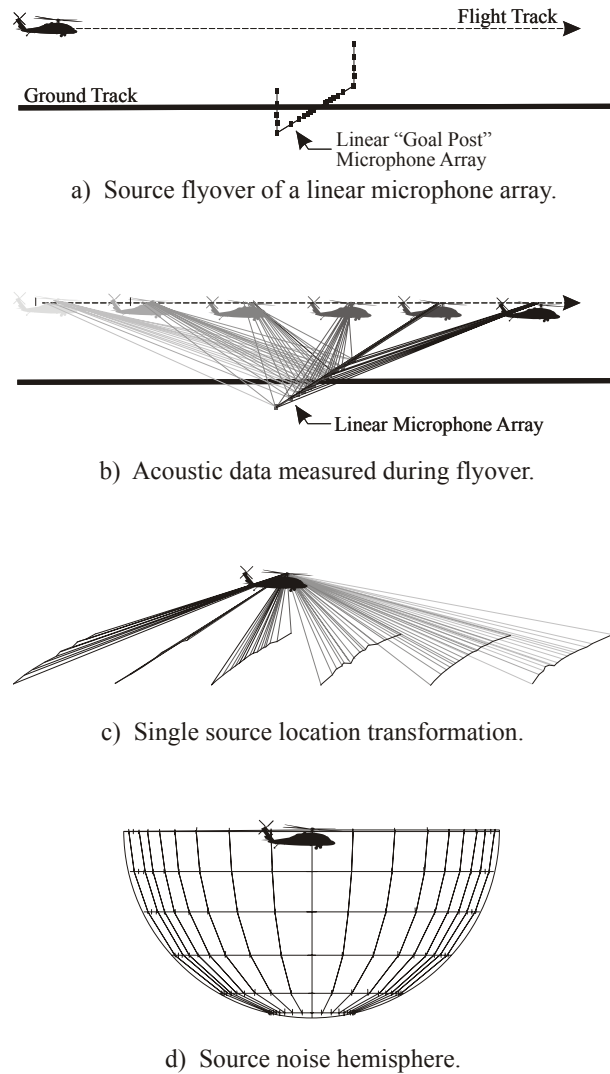 Flight Track
Ground Track
Linear “Goal Post”
Microphone Array
a) Source flyover of a linear microphone array.
Linear Microphone Array
b) Acoustic data measured during flyover.
c) Single source location transformation.
d) Source noise hemisphere.